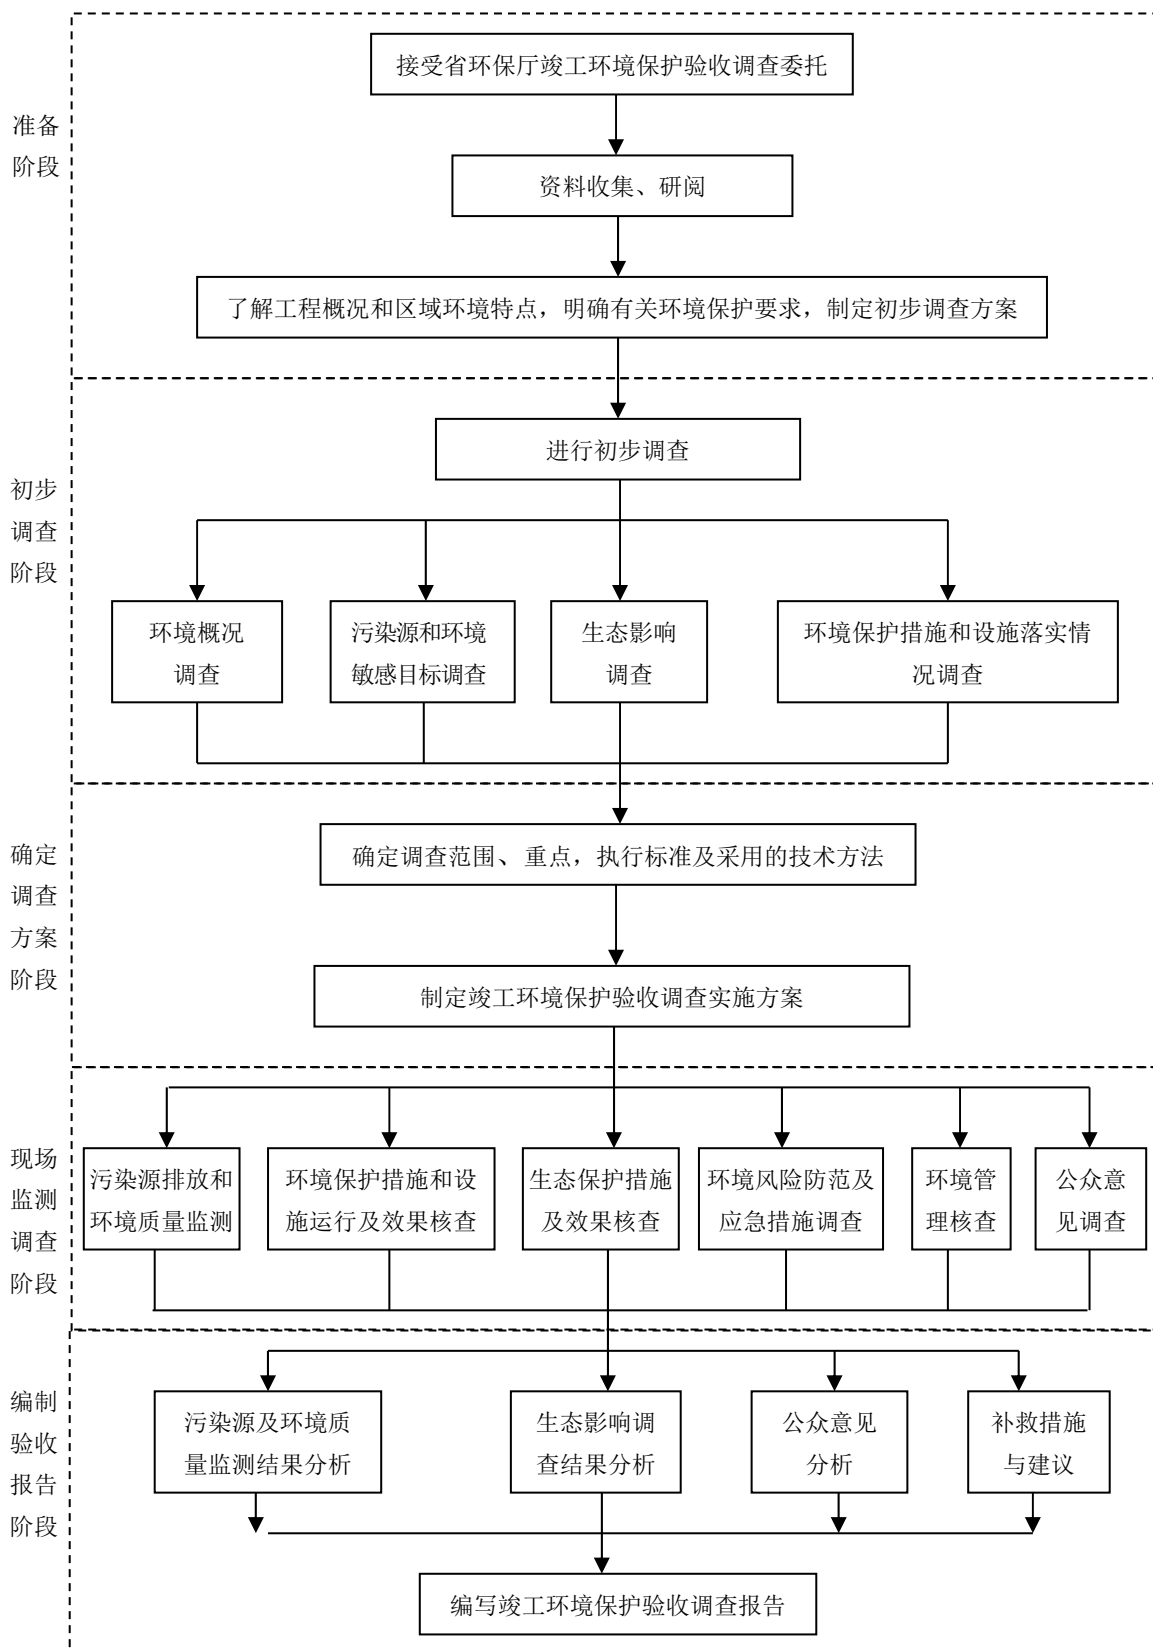 准备
阶段
接受省环保厅竣工环境保护验收调查委托
资料收集、研阅
了解工程概况和区域环境特点，明确有关环境保护要求，制定初步调查方案
初步
调查
阶段
进行初步调查
环境概况
调查
污染源和环境
敏感目标调查
生态影响
调查
环境保护措施和设施落实情
况调查
确定
调查
方案
阶段
确定调查范围、重点，执行标准及采用的技术方法
制定竣工环境保护验收调查实施方案
现场
监测
调查
阶段
污染源排放和
环境质量监测
环境保护措施和设
施运行及效果核查
生态保护措施
及效果核查
环境风险防范及
应急措施调查
环境管
理核查
公众意
见调查
编制
验收
报告
阶段
污染源及环境质
量监测结果分析
生态影响调
查结果分析
公众意见
分析
补救措施
与建议
编写竣工环境保护验收调查报告